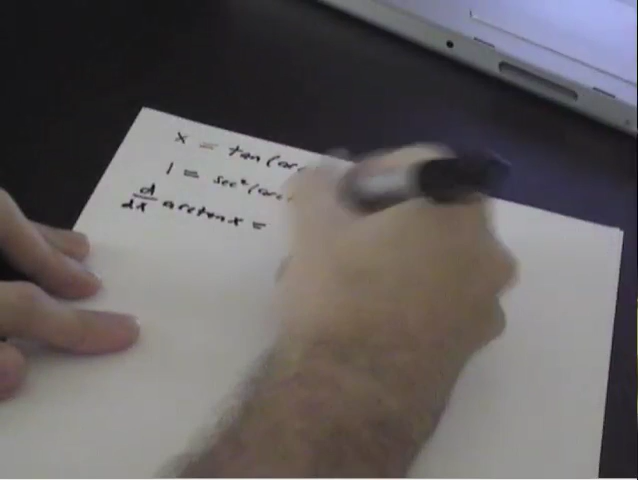 x = tan(arc
1 = sec²(arc
d/dx arctan x =